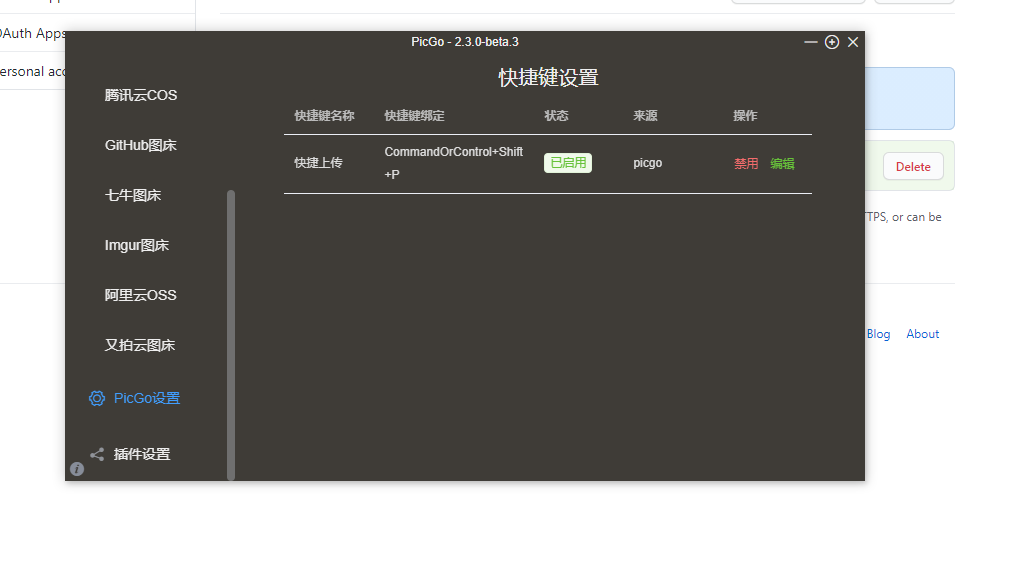 OAuth Apps
PicGo - 2.3.0-beta.3
快捷键设置
腾讯云COS
GitHub图床
七牛图床
Imgur图床
阿里云OSS
又拍云图床
PicGo设置
插件设置
快捷键名称 快捷键绑定 状态 来源 操作
快捷上传 CommandOrControl+Shift
+P 已启用 picgo 禁用 编辑
Delete
TPS, or can be
Blog About